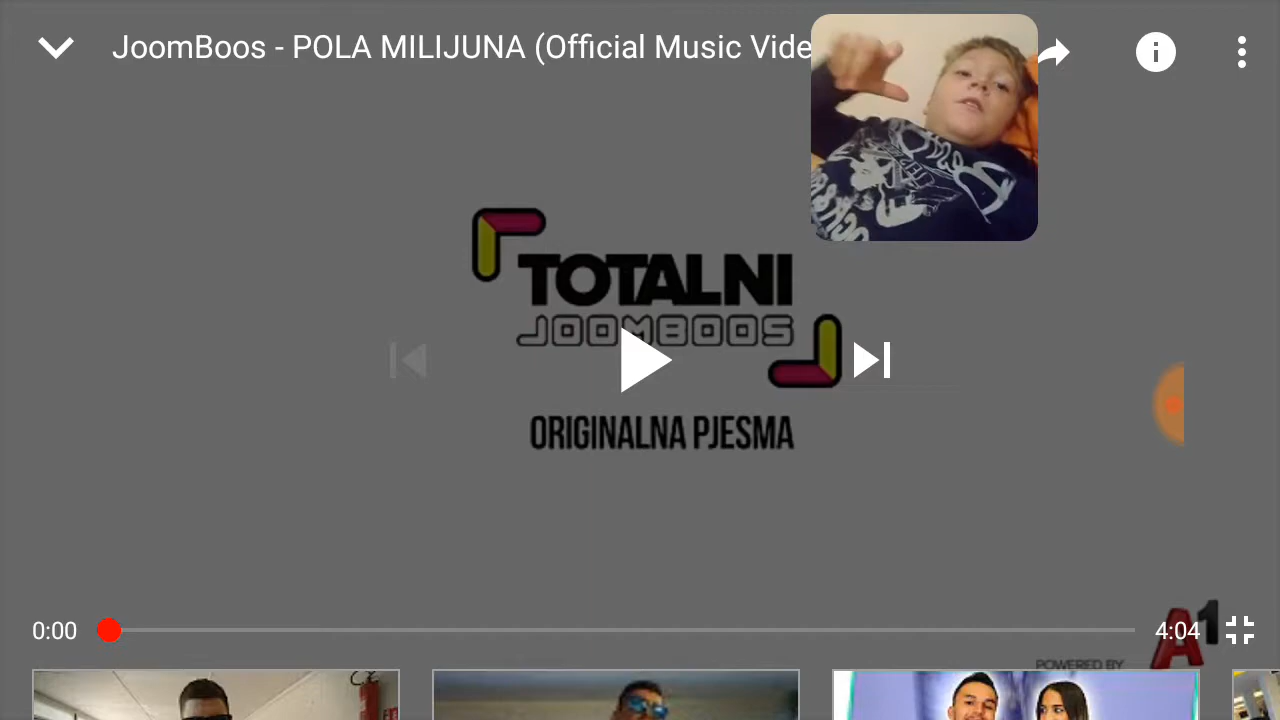 JoomBoos - POLA MILIJUNA (Official Music Vide
TOTALNI
JOOMBOOS
ORIGINALNA PJESMA
0:00
4:04
A1
POWERED BY